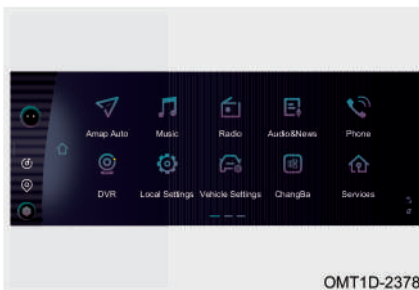 Amap Auto Music Radio Audio&News Phone
DVR Local Settings Vehicle Settings ChangBa Services
OMT1D-2378